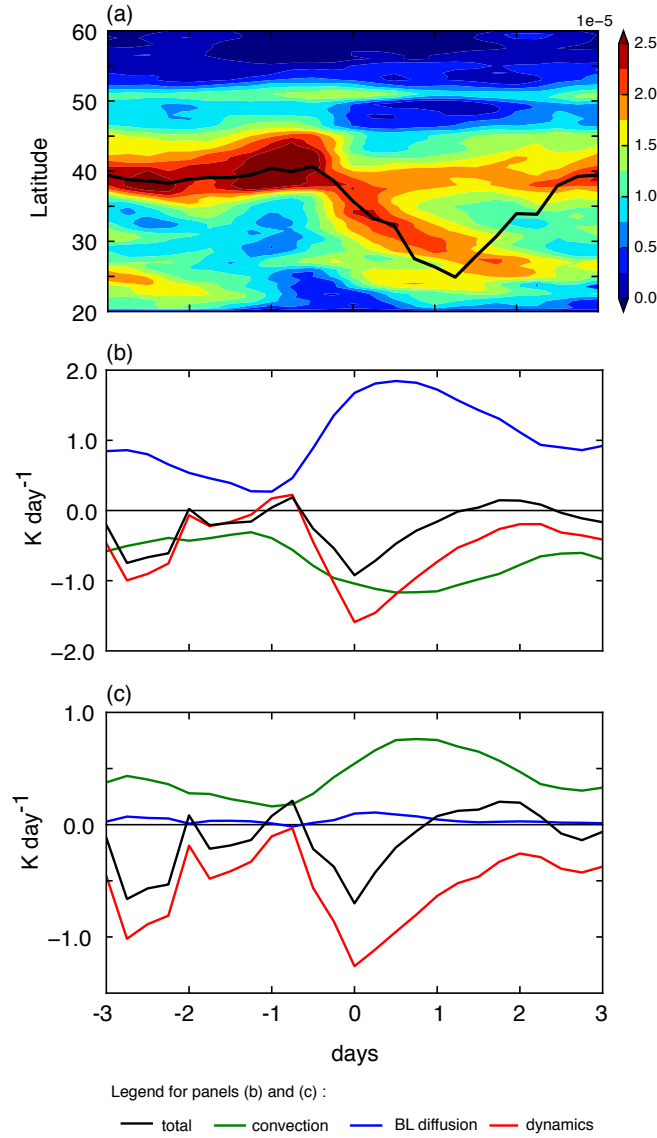 (a)
1e-5
60
50
40
30
20
Latitude
2.5
2.0
1.5
1.0
0.5
0.0
(b)
2.0
1.0
0.0
−1.0
−2.0
K day-1
(c)
1.0
0.0
−1.0
K day-1
-3 -2 -1 0 1 2 3
days
Legend for panels (b) and (c) :
total convection BL diffusion dynamics